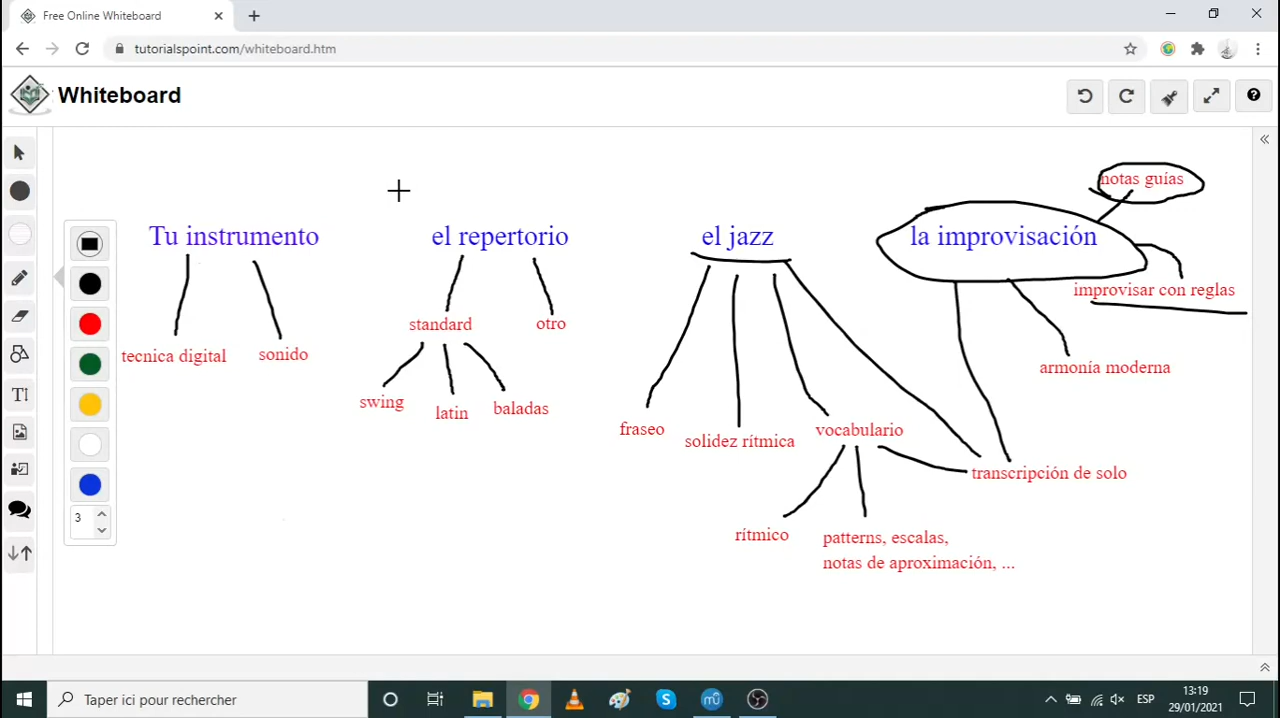 Free Online Whiteboard
tutorialspoint.com/whiteboard.htm
Whiteboard
notas guías
Tu instrumento
el repertorio
el jazz
la improvisación
improvisar con reglas
standard
otro
tecnica digital
sonido
armonía moderna
swing
latin
baladas
fraseo
solidez rítmica
vocabulario
transcripción de solo
3
rítmico
patterns, escalas,
notas de aproximación, ...
Taper ici pour rechercher
ESP
13:19
29/01/2021